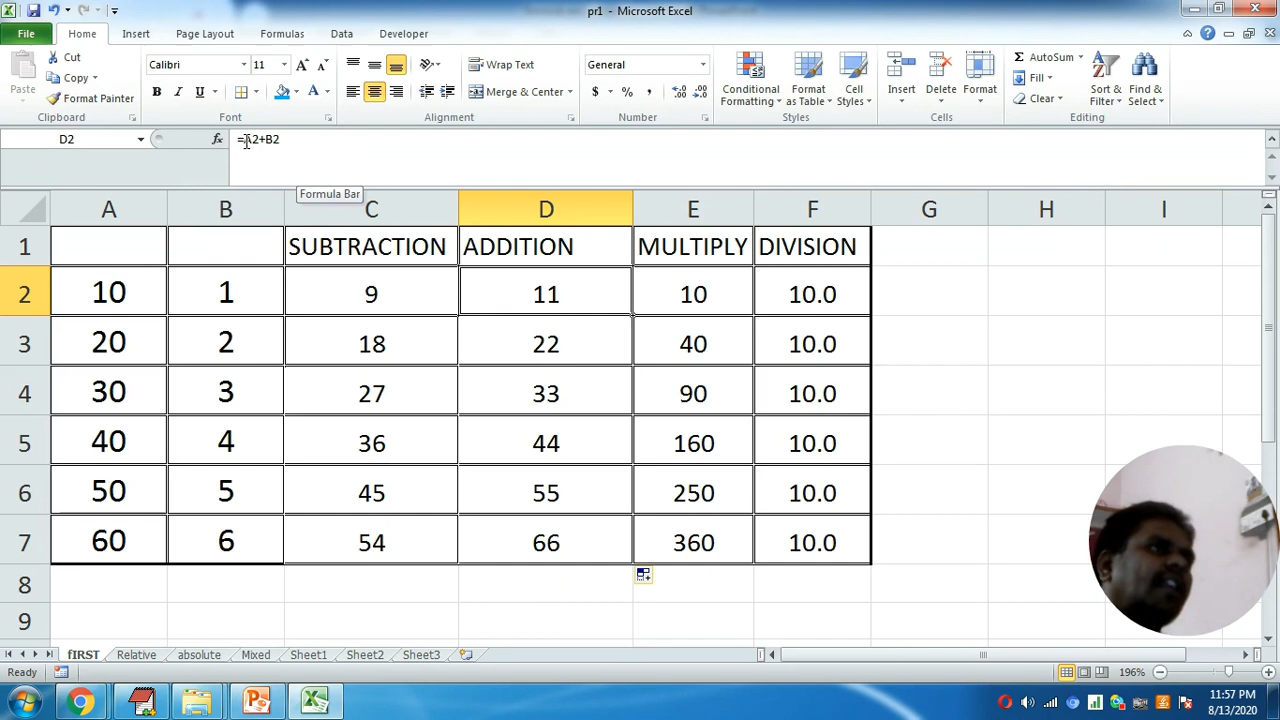 pr1 - Microsoft Excel
File Home Insert Page Layout Formulas Data Developer
Paste Cut Calibri 11 Wrap Text General Conditional Formatting Format as Table Cell Styles Insert Delete Format AutoSum Sort & Filter Find & Select
Copy Fill
Format Painter B I U Merge & Center $ % , Clear
Clipboard Font Alignment Number Styles Cells Editing
D2 fx =A2+B2
Formula Bar
A B C D E F G H I
1 SUBTRACTION ADDITION MULTIPLY DIVISION
2 10 1 9 11 10 10.0
3 20 2 18 22 40 10.0
4 30 3 27 33 90 10.0
5 40 4 36 44 160 10.0
6 50 5 45 55 250 10.0
7 60 6 54 66 360 10.0
8
9
fIRST Relative absolute Mixed Sheet1 Sheet2 Sheet3
Ready 196%
11:57 PM
8/13/2020